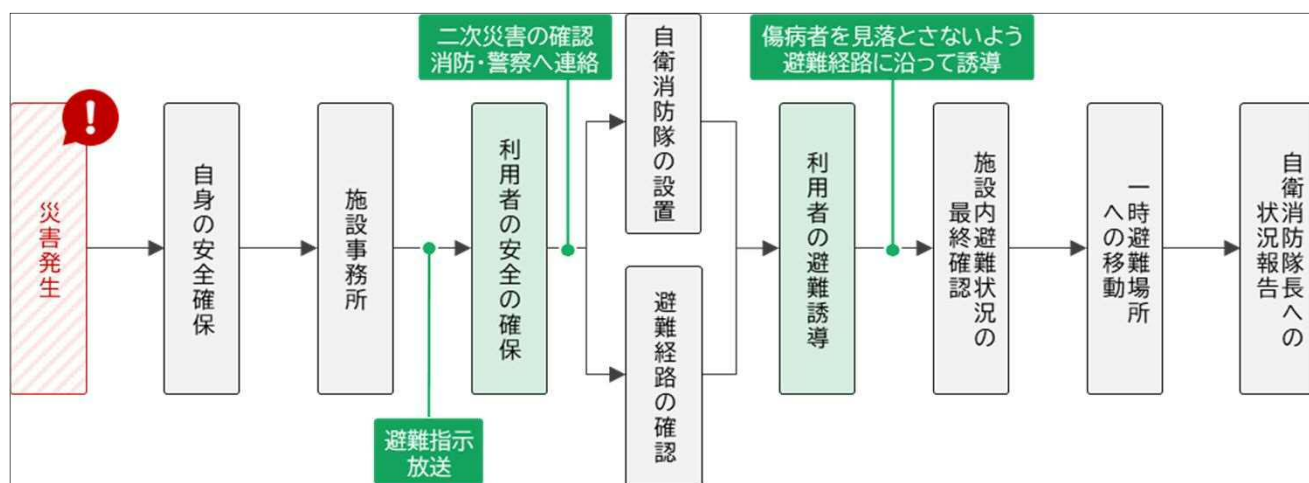 災害発生
!
自身の安全確保
施設事務所
避難指示
放送
利用者の安全の確保
二次災害の確認
消防・警察へ連絡
自衛消防隊の設置
避難経路の確認
利用者の避難誘導
傷病者を見落とさないよう
避難経路に沿って誘導
施設内避難状況の
最終確認
一時避難場所
への移動
自衛消防隊長への
状況報告